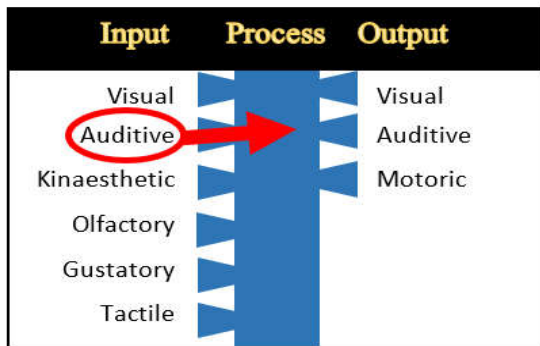 Input Process Output
Visual Visual
Auditive Auditive
Kinaesthetic Motoric
Olfactory
Gustatory
Tactile